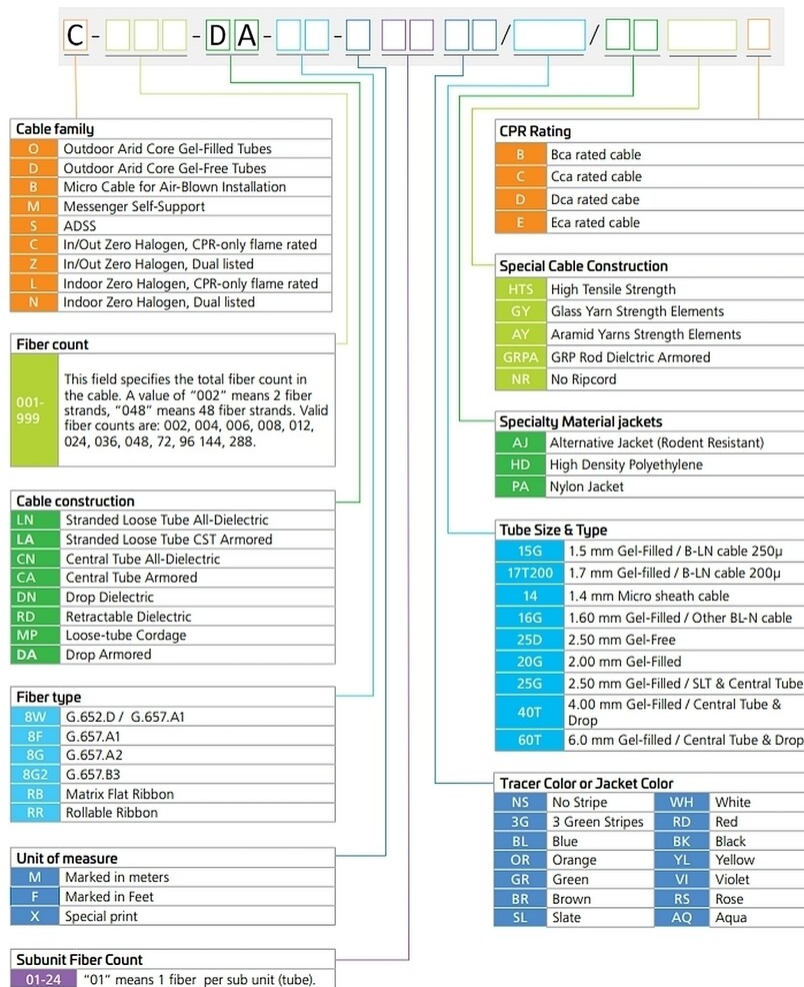 C - - DA - - / /
Cable family
O Outdoor Arid Core Gel-Filled Tubes
D Outdoor Arid Core Gel-Free Tubes
B Micro Cable for Air-Blown Installation
M Messenger Self-Support
S ADSS
C In/Out Zero Halogen, CPR-only flame rated
Z In/Out Zero Halogen, Dual listed
L Indoor Zero Halogen, CPR-only flame rated
N Indoor Zero Halogen, Dual listed
Fiber count
001-999 This field specifies the total fiber count in
the cable. A value of “002” means 2 fiber
strands, “048” means 48 fiber strands. Valid
fiber counts are: 002, 004, 006, 008, 012,
024, 036, 048, 72, 96 144, 288.
Cable construction
LN Stranded Loose Tube All-Dielectric
LA Stranded Loose Tube CST Armored
CN Central Tube All-Dielectric
CA Central Tube Armored
DN Drop Dielectric
RD Retractable Dielectric
MP Loose-tube Cordage
DA Drop Armored
Fiber type
8W G.652.D / G.657.A1
8F G.657.A1
8G G.657.A2
8G2 G.657.B3
RB Matrix Flat Ribbon
RR Rollable Ribbon
Unit of measure
M Marked in meters
F Marked in Feet
X Special print
Subunit Fiber Count
01-24 “01” means 1 fiber per sub unit (tube).
CPR Rating
B Bca rated cable
C Cca rated cable
D Dca rated cabe
E Eca rated cable
Special Cable Construction
HTS High Tensile Strength
GY Glass Yarn Strength Elements
AY Aramid Yarns Strength Elements
GRPA GRP Rod Dielctric Armored
NR No Ripcord
Specialty Material jackets
AJ Alternative Jacket (Rodent Resistant)
HD High Density Polyethylene
PA Nylon Jacket
Tube Size & Type
15G 1.5 mm Gel-Filled / B-LN cable 250µ
17T200 1.7 mm Gel-filled / B-LN cable 200µ
14 1.4 mm Micro sheath cable
16G 1.60 mm Gel-Filled / Other BL-N cable
25D 2.50 mm Gel-Free
20G 2.00 mm Gel-Filled
25G 2.50 mm Gel-Filled / SLT & Central Tube
40T 4.00 mm Gel-Filled / Central Tube &
Drop
60T 6.0 mm Gel-filled / Central Tube & Drop
Tracer Color or Jacket Color
NS No Stripe WH White
3G 3 Green Stripes RD Red
BL Blue BK Black
OR Orange YL Yellow
GR Green VI Violet
BR Brown RS Rose
SL Slate AQ Aqua